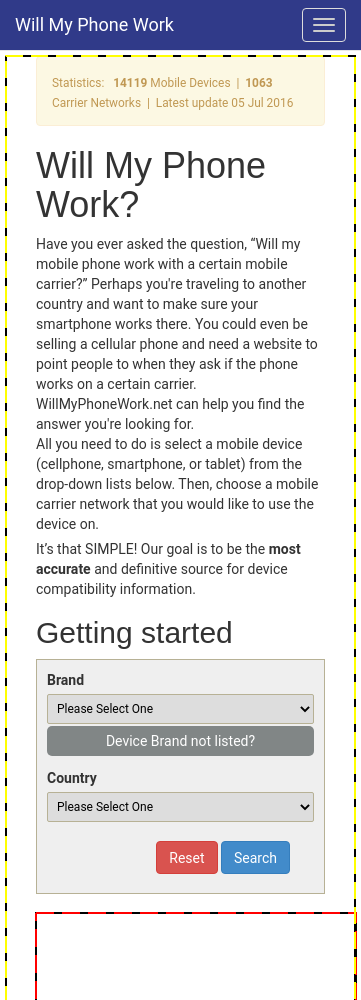 Will My Phone Work
Statistics: 14119 Mobile Devices | 1063
Carrier Networks | Latest update 05 Jul 2016
Will My Phone
Work?
Have you ever asked the question, “Will my
mobile phone work with a certain mobile
carrier?” Perhaps you're traveling to another
country and want to make sure your
smartphone works there. You could even be
selling a cellular phone and need a website to
point people to when they ask if the phone
works on a certain carrier.
WillMyPhoneWork.net can help you find the
answer you're looking for.
All you need to do is select a mobile device
(cellphone, smartphone, or tablet) from the
drop-down lists below. Then, choose a mobile
carrier network that you would like to use the
device on.
It’s that SIMPLE! Our goal is to be the most
accurate and definitive source for device
compatibility information.
Getting started
Brand
Please Select One
Device Brand not listed?
Country
Please Select One
Reset Search